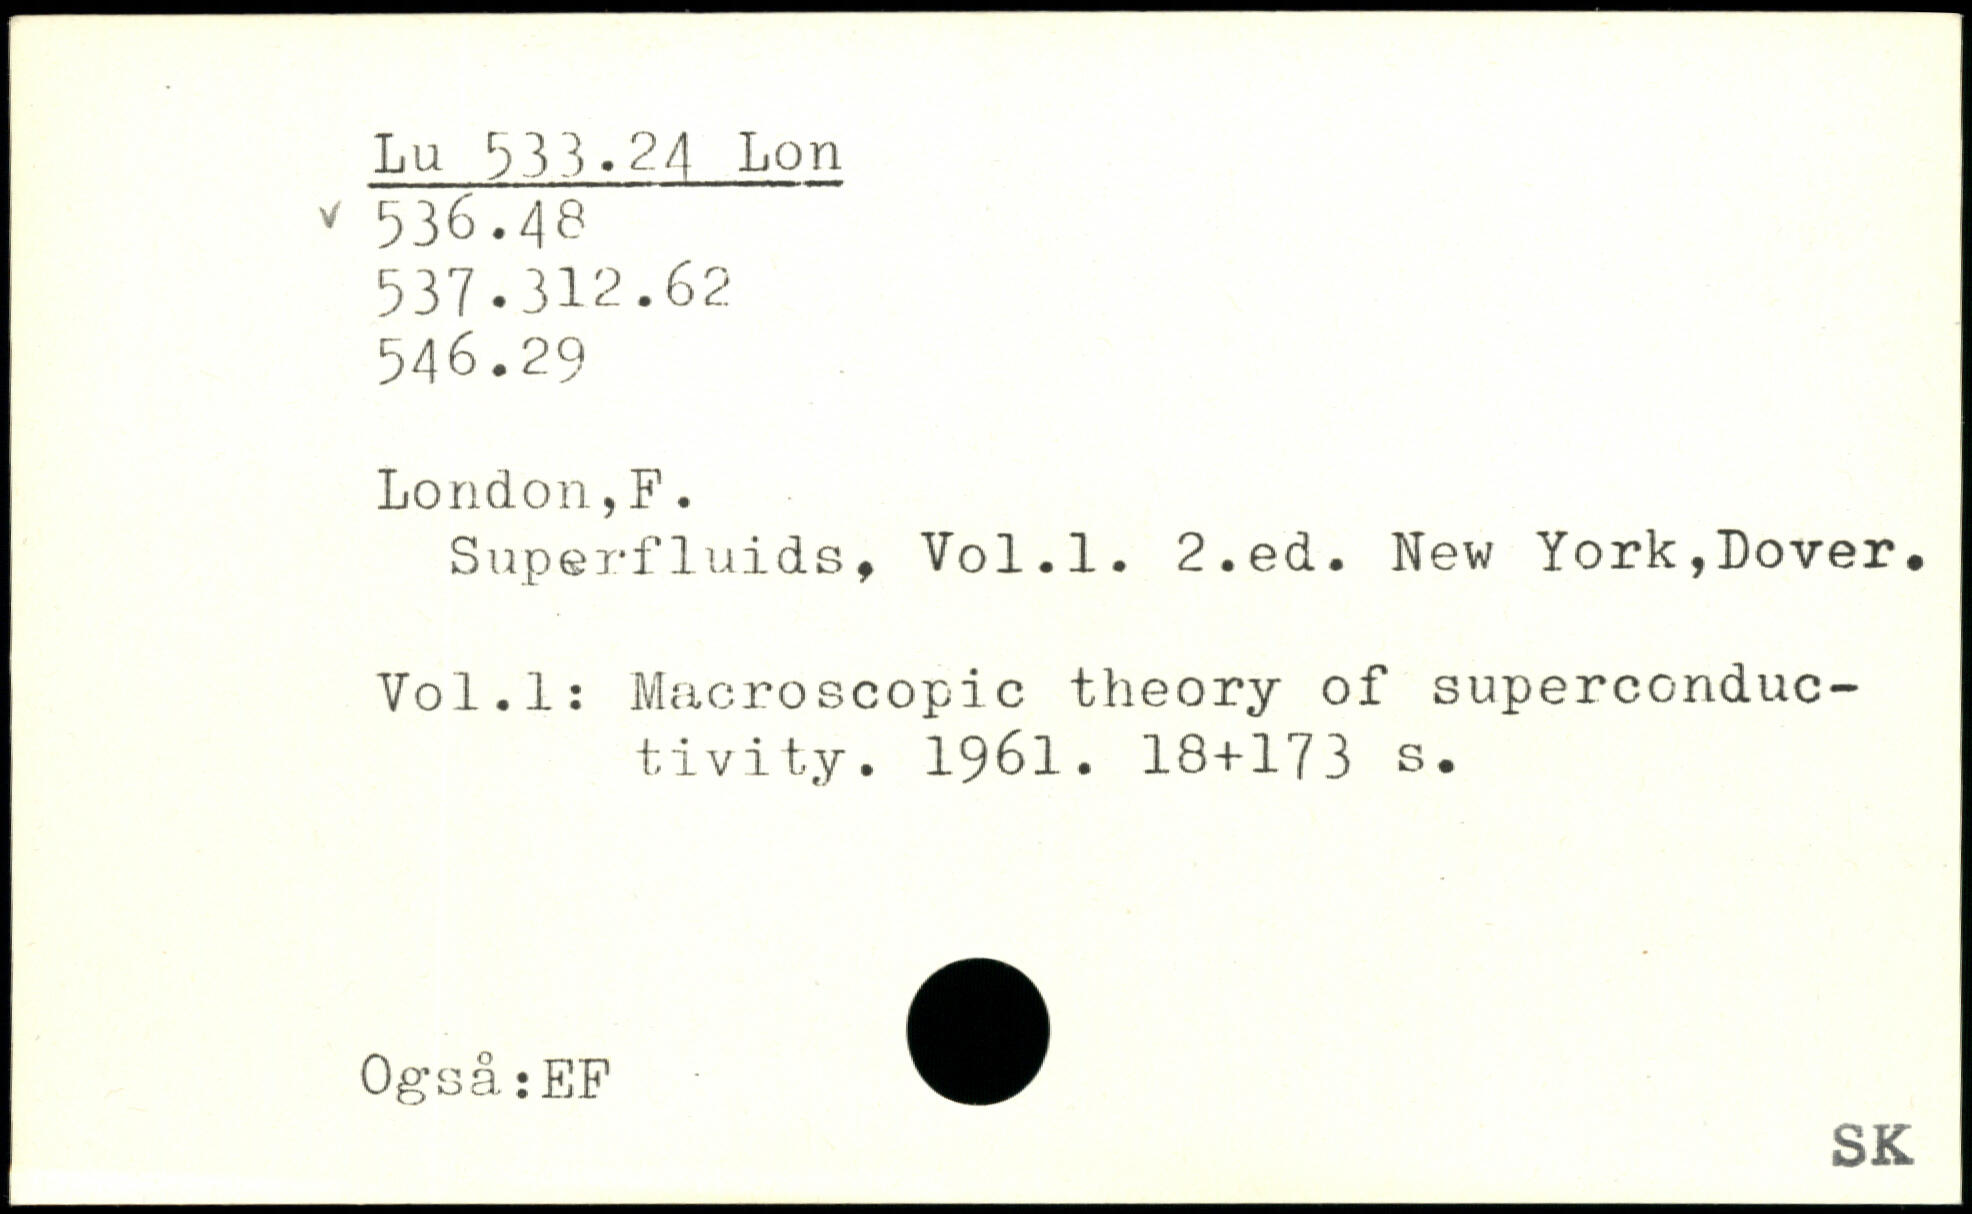 Lu 533.24 Lon
v 536.48
537.312.62
546.29
London,F.
Superfluids, Vol.1. 2.ed. New York,Dover.
Vol.1: Macroscopic theory of superconduc-
tivity. 1961. 18+173 s.
Også:EF
SK